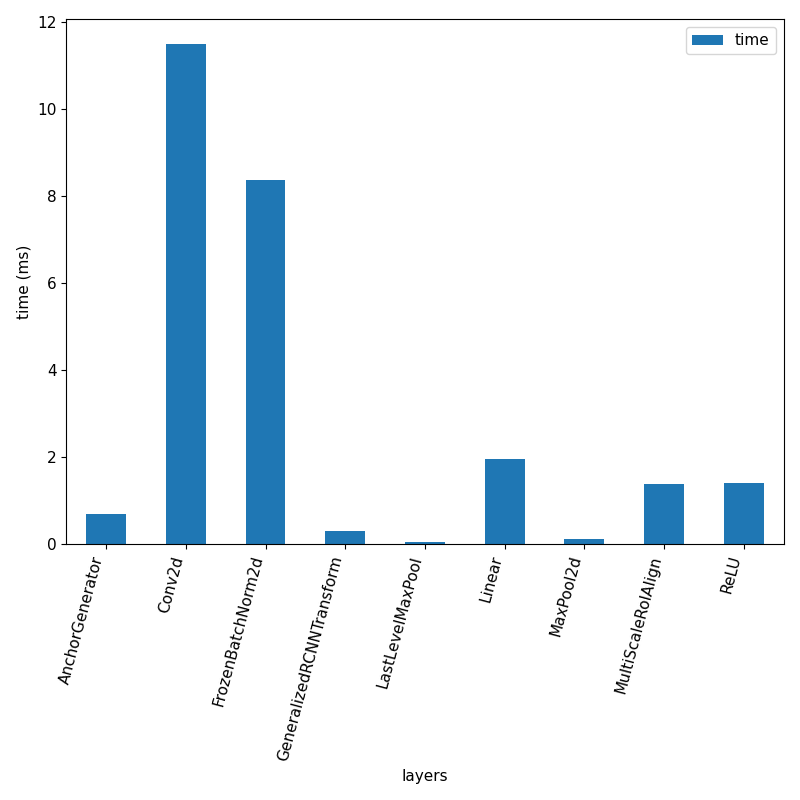 time
12
10
8
6
4
2
0
time (ms)
AnchorGenerator
Conv2d
FrozenBatchNorm2d
GeneralizedRCNNTransform
LastLevelMaxPool
Linear
MaxPool2d
MultiScaleRoIAlign
ReLU
layers